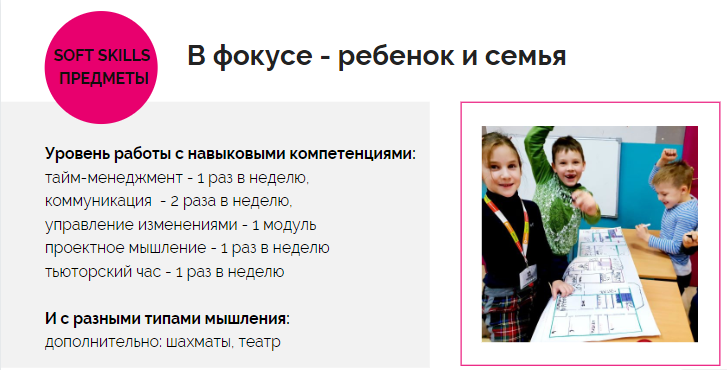 SOFT SKILLS
ПРЕДМЕТЫ
В фокусе - ребенок и семья
Уровень работы с навыковыми компетенциями:
тайм-менеджмент - 1 раз в неделю,
коммуникация - 2 раза в неделю,
управление изменениями - 1 модуль
проектное мышление - 1 раз в неделю
тьюторский час - 1 раз в неделю
И с разными типами мышления:
дополнительно: шахматы, театр